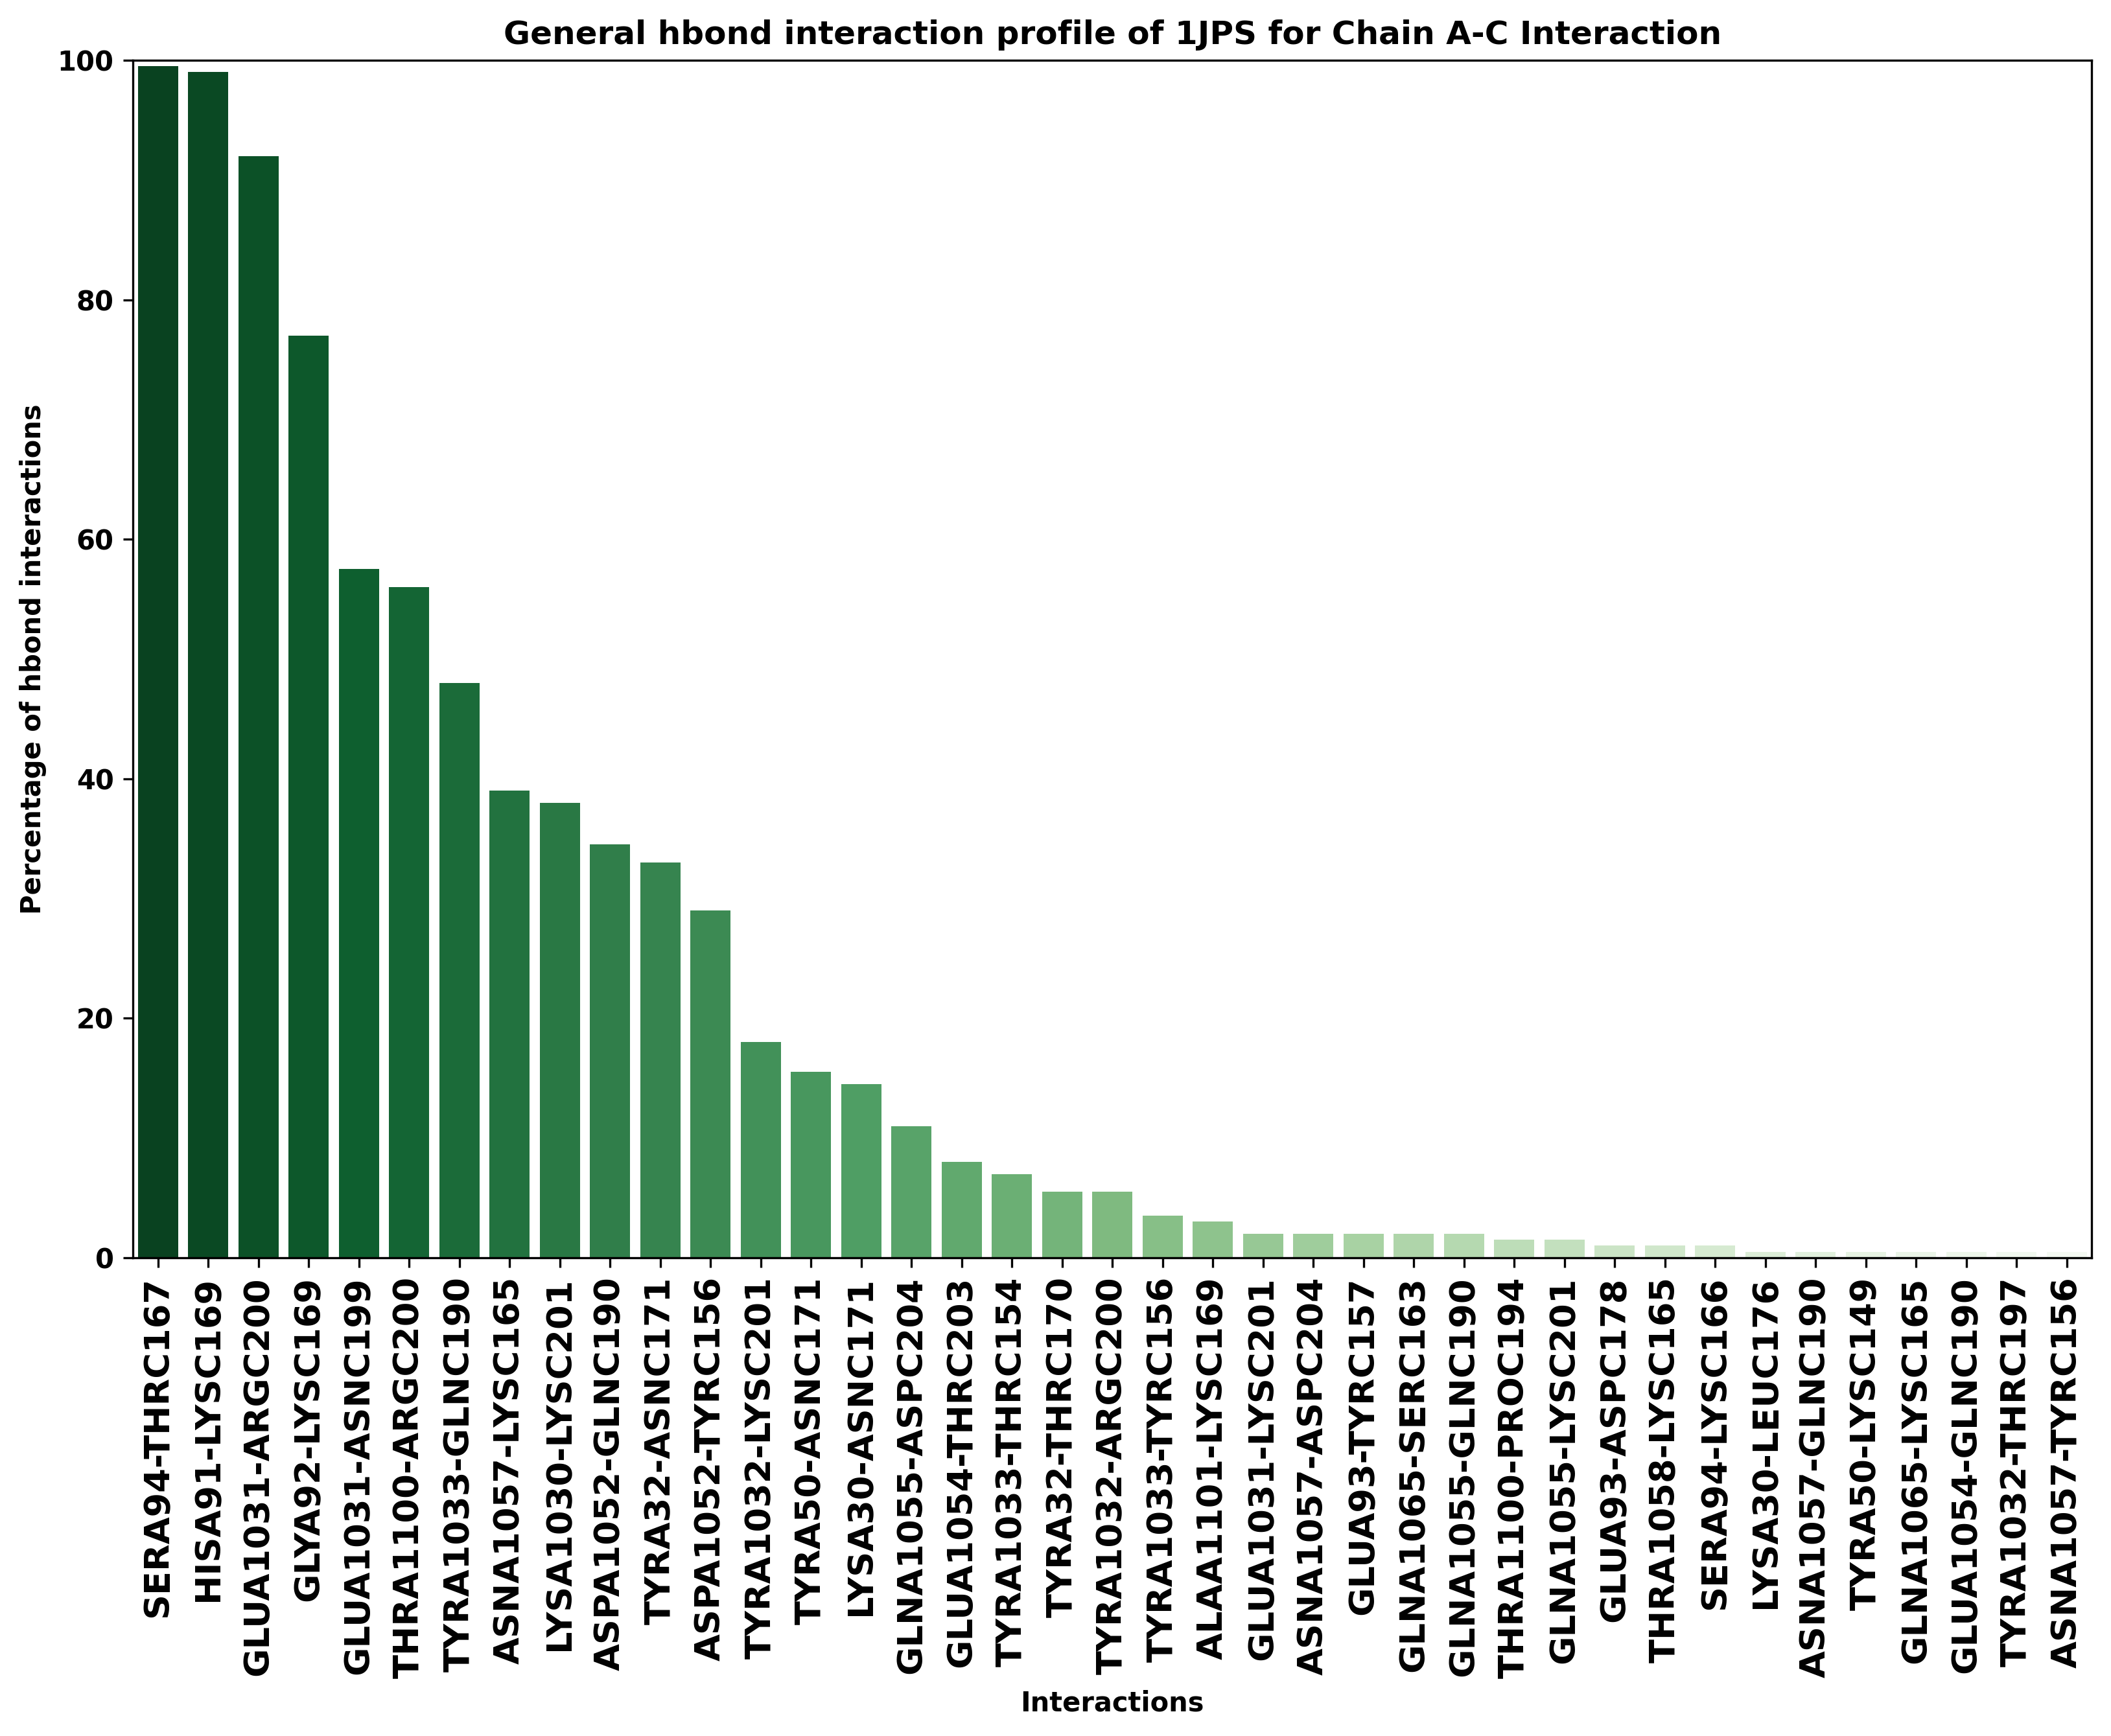 General hbond interaction profile of 1JPS for Chain A-C Interaction
Percentage of hbond interactions
100
80
60
40
20
0
SERA94-THRC167
HISA91-LYSC169
GLUA1031-ARGC200
GLYA92-LYSC169
GLUA1031-ASNC199
THRA1100-ARGC200
TYRA1033-GLNC190
ASNA1057-LYSC165
LYSA1030-LYSC201
ASPA1052-GLNC190
TYRA32-ASNC171
ASPA1052-TYRC156
TYRA1032-LYSC201
TYRA50-ASNC171
LYSA30-ASNC171
GLNA1055-ASPC204
GLUA1054-THRC203
TYRA1033-THRC154
TYRA32-THRC170
TYRA1032-ARGC200
TYRA1033-TYRC156
ALAA1101-LYSC169
GLUA1031-LYSC201
ASNA1057-ASPC204
GLUA93-TYRC157
GLNA1065-SERC163
GLNA1055-GLNC190
THRA1100-PROC194
GLNA1055-LYSC201
GLUA93-ASPC178
THRA1058-LYSC165
SERA94-LYSC166
LYSA30-LEUC176
ASNA1057-GLNC190
TYRA50-LYSC149
GLNA1065-LYSC165
GLUA1054-GLNC190
TYRA1032-THRC197
ASNA1057-TYRC156
Interactions